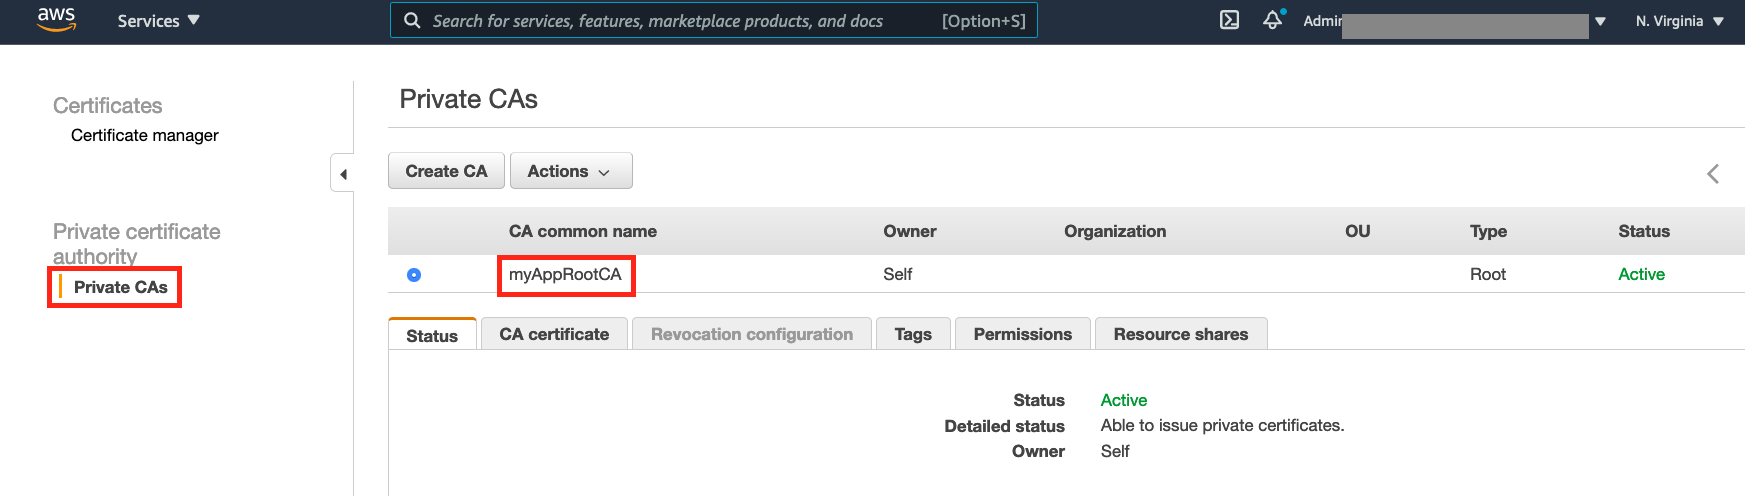 aws Services Search for services, features, marketplace products, and docs [Option+S] Admin N. Virginia
Certificates
Certificate manager
Private certificate
authority
Private CAs
Private CAs
Create CA Actions
CA common name Owner Organization OU Type Status
myAppRootCA Self Root Active
Status CA certificate Revocation configuration Tags Permissions Resource shares
Status Active
Detailed status Able to issue private certificates.
Owner Self